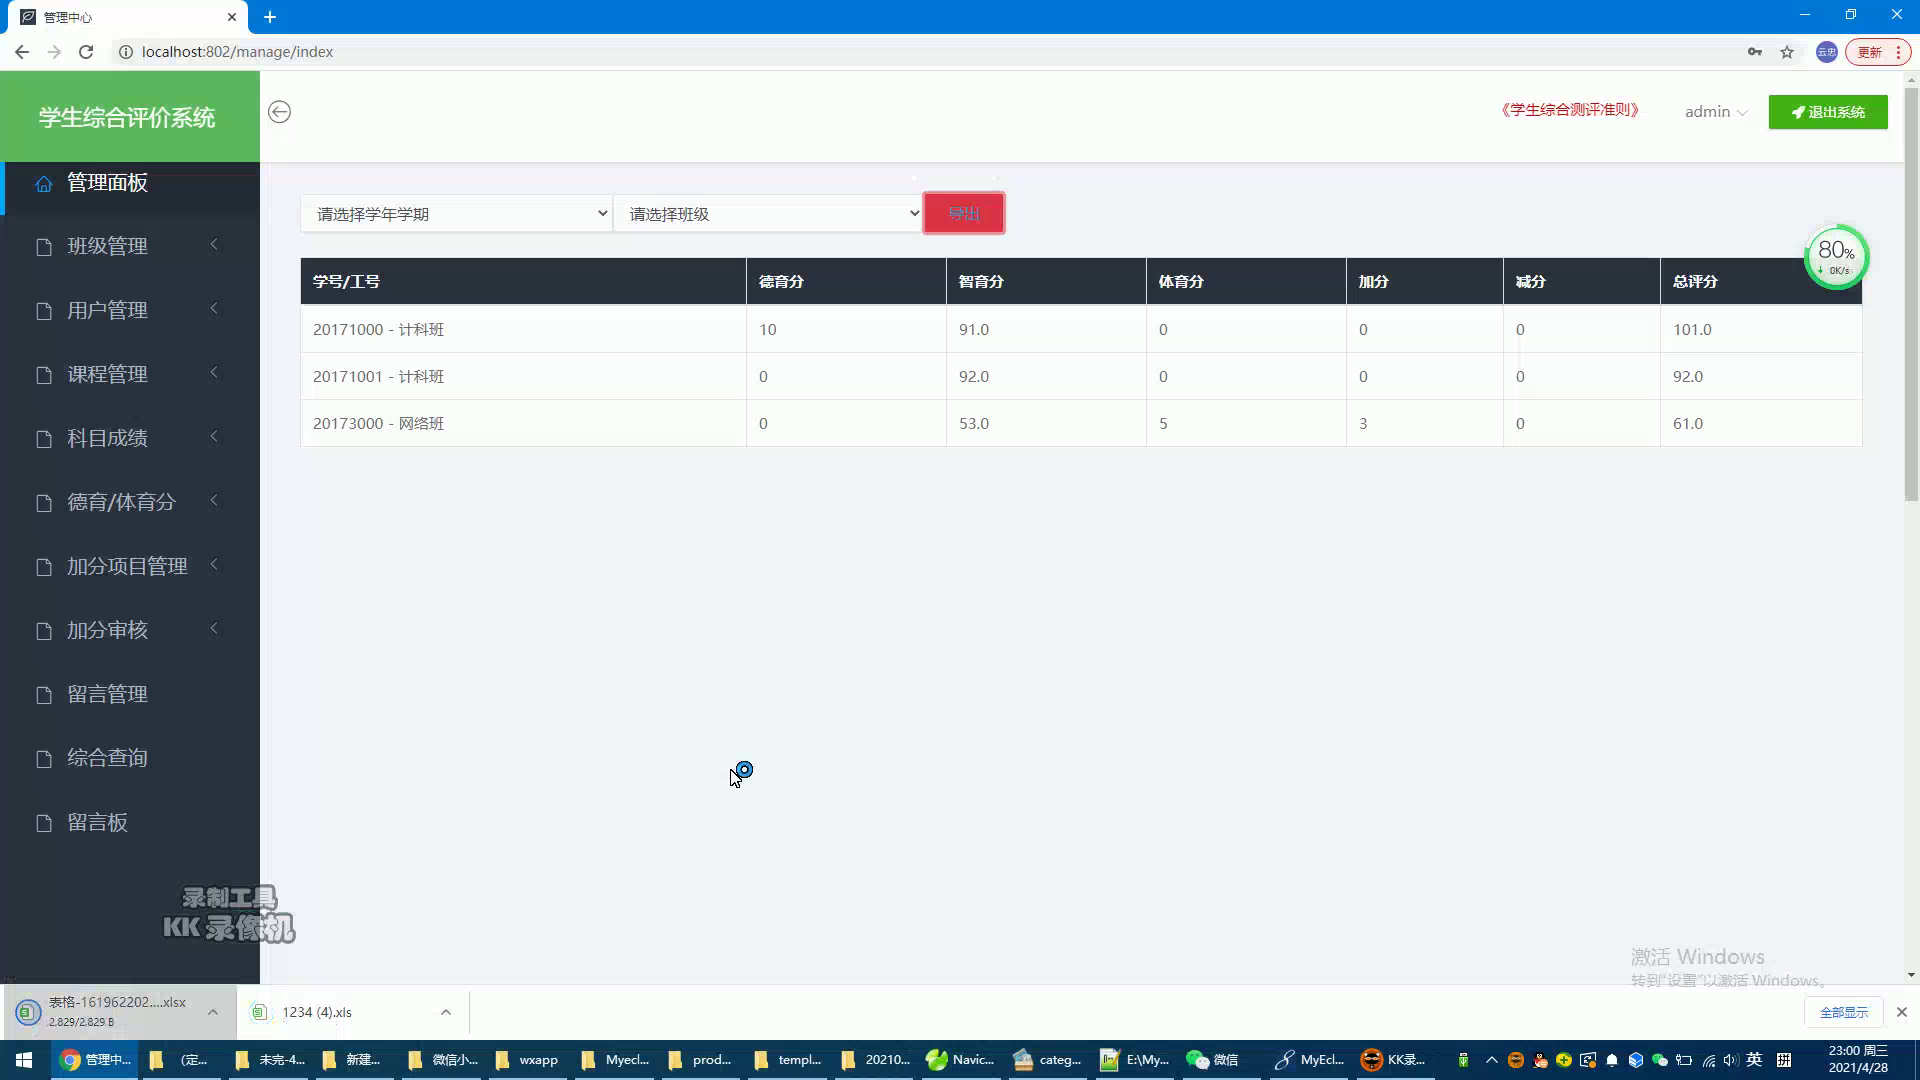 管理中心
localhost:802/manage/index
云忠
更新
学生综合评价系统
《学生综合测评准则》
admin
退出系统
管理面板
班级管理
用户管理
课程管理
科目成绩
德育/体育分
加分项目管理
加分审核
留言管理
综合查询
留言板
请选择学年学期
请选择班级
导出
80%
0K/s
学号/工号 德育分 智育分 体育分 加分 减分 总评分
20171000 - 计科班 10 91.0 0 0 0 101.0
20171001 - 计科班 0 92.0 0 0 0 92.0
20173000 - 网络班 0 53.0 5 3 0 61.0
录制工具
KK 录像机
激活 Windows
转到"设置"以激活 Windows。
表格-161962202....xlsx
2,829/2,829 B
1234 (4).xls
全部显示
管理中...
(定...
未完-4...
新建...
微信小...
wxapp
Myecl...
prod...
templ...
20210...
Navic...
categ...
E:\My...
微信
MyEcl...
KK录...
英
拼
23:00 周三
2021/4/28